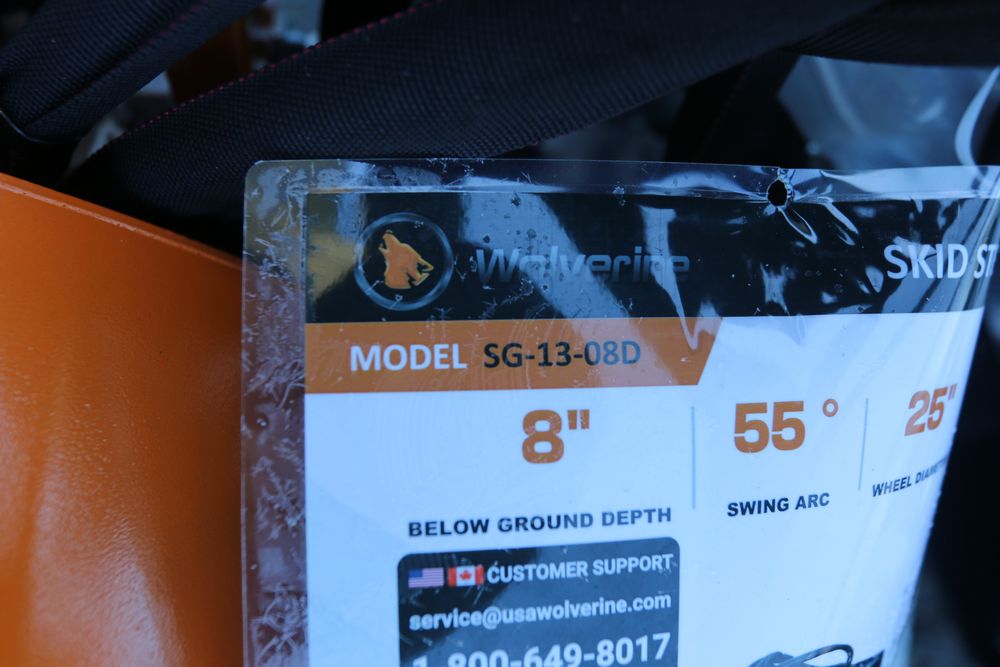 Wolverine
SKID ST
MODEL SG-13-08D
8" 55° 25"
BELOW GROUND DEPTH SWING ARC WHEEL DIAMET
CUSTOMER SUPPORT
service@usawolverine.com
1-800-649-8017